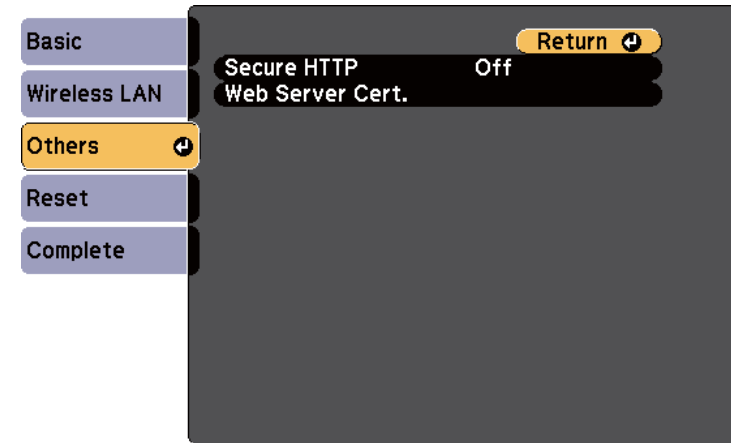 Basic
Wireless LAN
Others
Reset
Complete
Return
Secure HTTP Off
Web Server Cert.